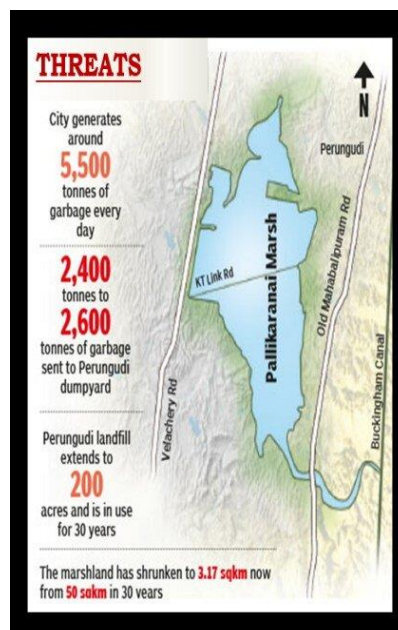 THREATS
City generates
around
5,500
tonnes of
garbage every
day
2,400
tonnes to
2,600
tonnes of garbage
sent to Perungudi
dumpyard
Perungudi landfill
extends to
200
acres and is in use
for 30 years
The marshland has shrunken to 3.17 sqkm now
from 50 sqkm in 30 years
N
Perungudi
KT Link Rd
Pallikaranai Marsh
Old Mahabalipuram Rd
Velachery Rd
Buckingham Canal